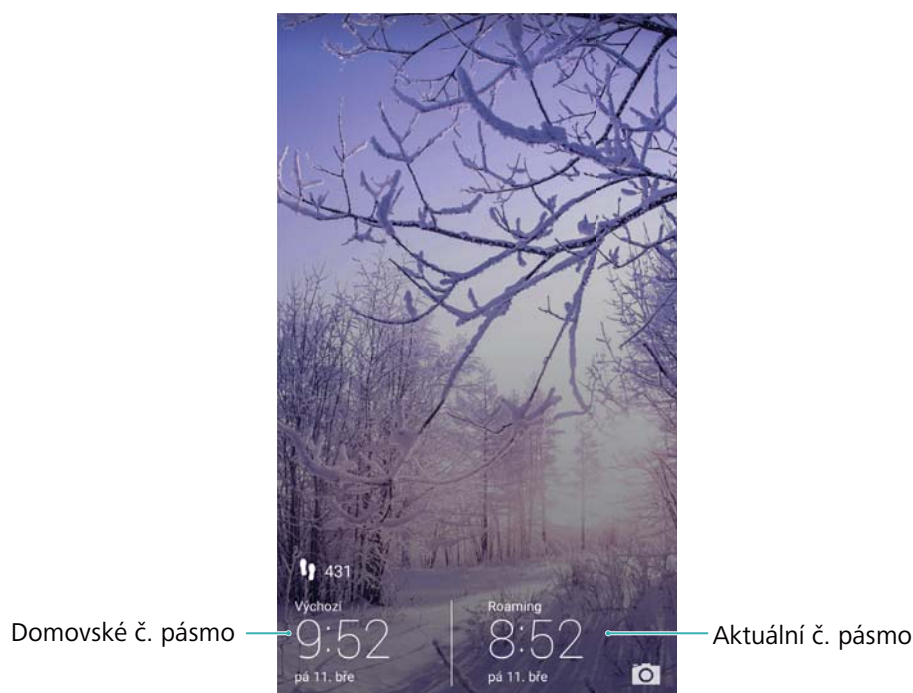 431
Výchozí
9:52
pá 11. bře
Roaming
8:52
pá 11. bře
Domovské č. pásmo
Aktuální č. pásmo